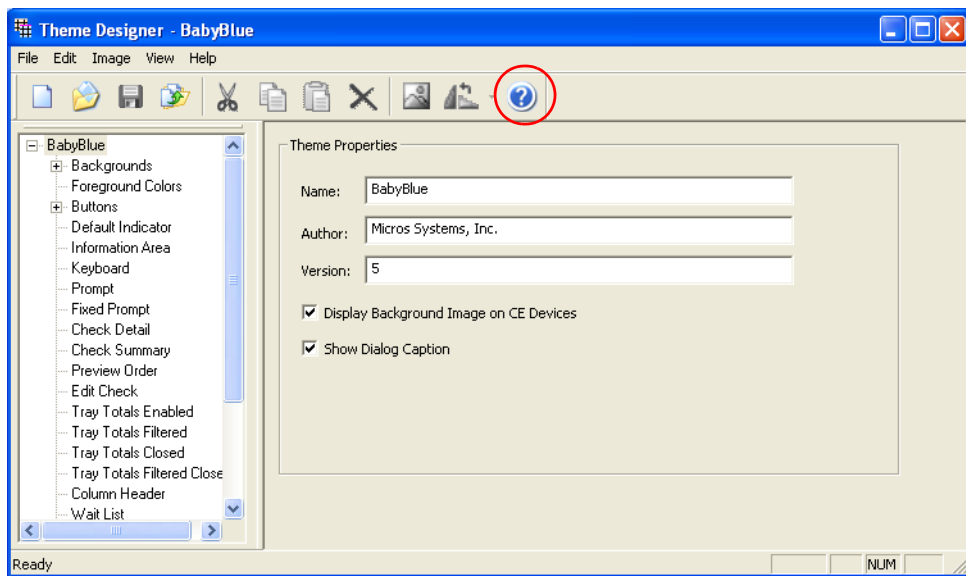 Theme Designer - BabyBlue
File Edit Image View Help
BabyBlue
Backgrounds
Foreground Colors
Buttons
Default Indicator
Information Area
Keyboard
Prompt
Fixed Prompt
Check Detail
Check Summary
Preview Order
Edit Check
Tray Totals Enabled
Tray Totals Filtered
Tray Totals Closed
Tray Totals Filtered Close
Column Header
Wait List
Theme Properties
Name: BabyBlue
Author: Micros Systems, Inc.
Version: 5
Display Background Image on CE Devices
Show Dialog Caption
Ready
NUM